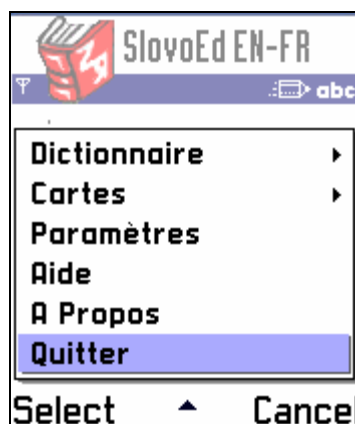 SlovoEd EN-FR
abc
Dictionnaire
Cartes
Paramètres
Aide
A Propos
Quitter
Select Cancel